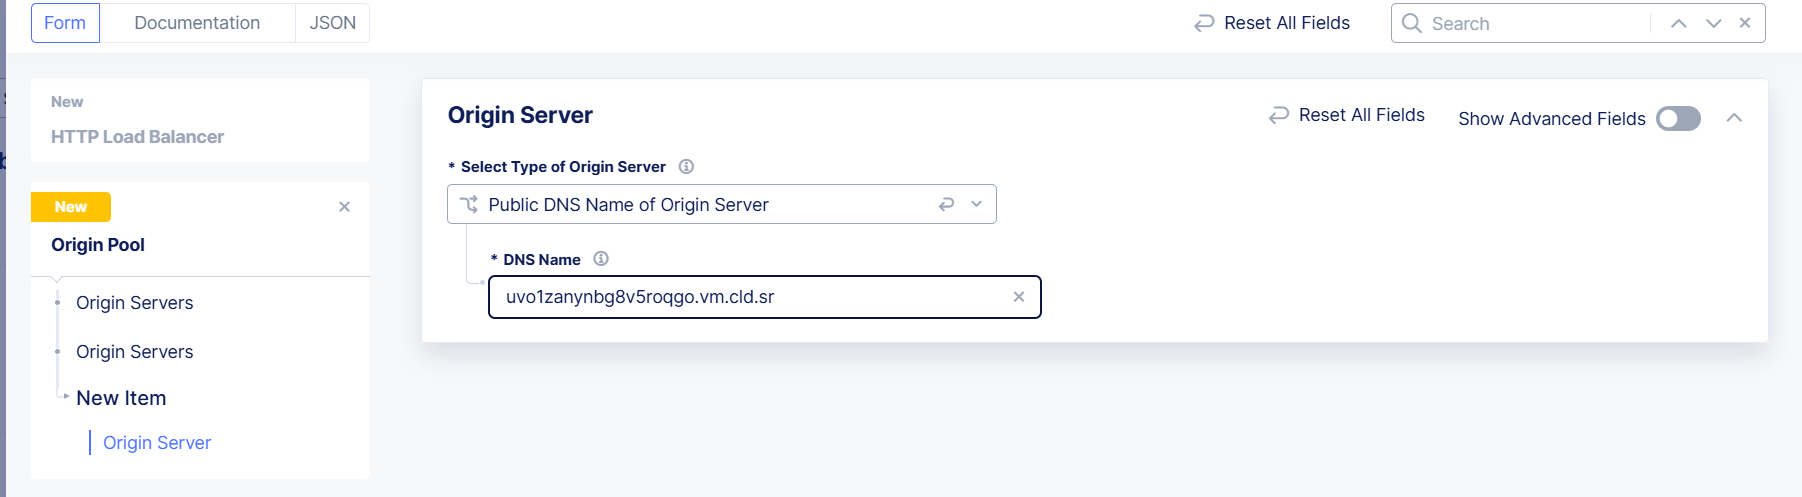 Form
Documentation
JSON
Reset All Fields
Search
New
HTTP Load Balancer
New
Origin Pool
Origin Servers
Origin Servers
New Item
Origin Server
Origin Server
Reset All Fields
Show Advanced Fields
* Select Type of Origin Server
Public DNS Name of Origin Server
* DNS Name
uvo1zanynbg8v5roqgo.vm.cld.sr